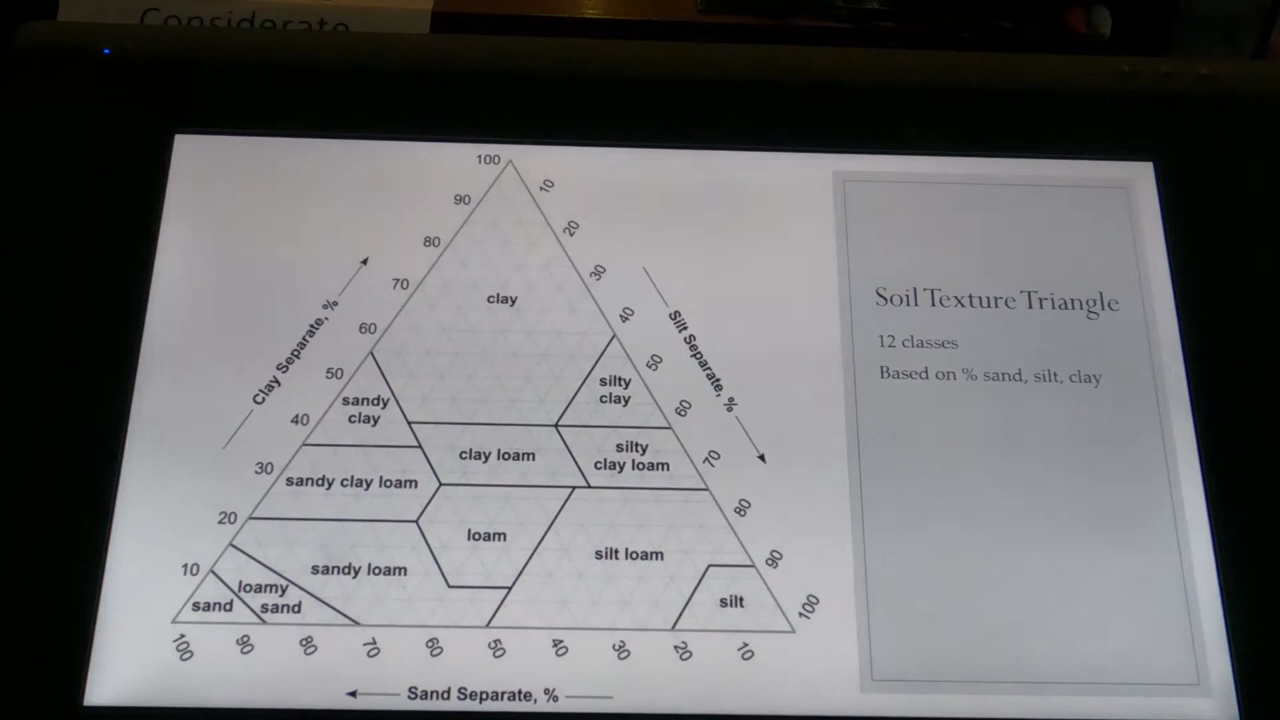 Considerate
100
90
80
70
60
50
40
30
20
10
10
20
30
40
50
60
70
80
90
100
100
90
80
70
60
50
40
30
20
10
Clay Separate, %
Silt Separate, %
Sand Separate, %
clay
silty
clay
sandy
clay
clay loam
silty
clay loam
sandy clay loam
loam
silt loam
sandy loam
loamy
sand
sand
silt
Soil Texture Triangle
12 classes
Based on % sand, silt, clay